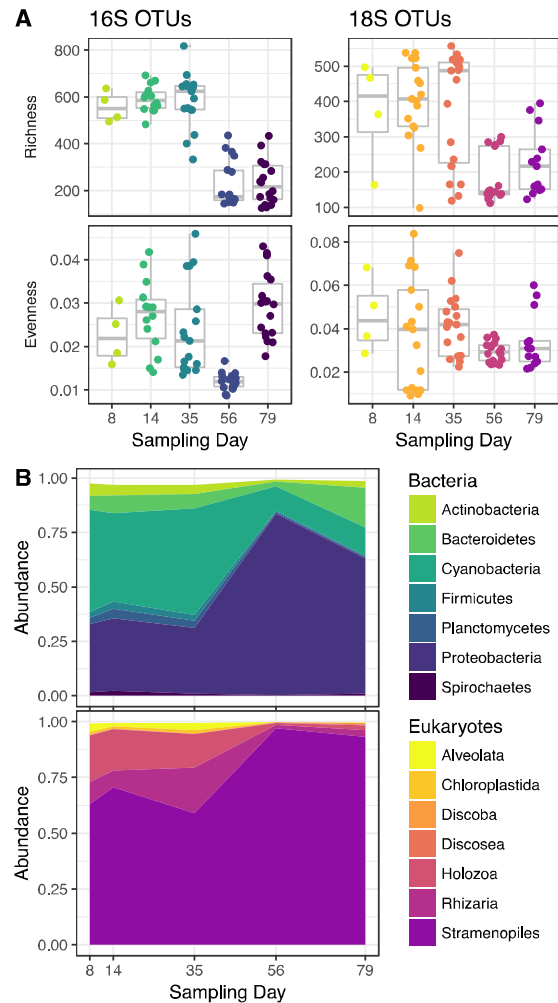 A 16S OTUs 18S OTUs
Richness
800
600
400
200
500
400
300
200
100
Evenness
0.04
0.03
0.02
0.01
0.08
0.06
0.04
0.02
8 14 35 56 79
8 14 35 56 79
Sampling Day Sampling Day
B
Abundance
1.00
0.75
0.50
0.25
0.00
Bacteria
Actinobacteria
Bacteroidetes
Cyanobacteria
Firmicutes
Planctomycetes
Proteobacteria
Spirochaetes
Abundance
1.00
0.75
0.50
0.25
0.00
8 14 35 56 79
Sampling Day
Eukaryotes
Alveolata
Chloroplastida
Discoba
Discosea
Holozoa
Rhizaria
Stramenopiles